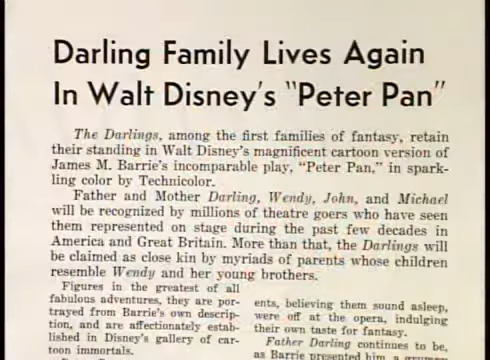 Darling Family Lives Again
In Walt Disney's "Peter Pan"
The Darlings, among the first families of fantasy, retain
their standing in Walt Disney's magnificent cartoon version of
James M. Barrie's incomparable play, "Peter Pan," in spark-
ling color by Technicolor.
Father and Mother Darling, Wendy, John, and Michael
will be recognized by millions of theatre goers who have seen
them represented on stage during the past few decades in
America and Great Britain. More than that, the Darlings will
be claimed as close kin by myriads of parents whose children
resemble Wendy and her young brothers.
Figures in the greatest of all
fabulous adventures, they are por-
trayed from Barrie's own descrip-
tion, and are affectionately estab-
lished in Disney's gallery of car-
toon immortals.
ents, believing them sound asleep,
were off at the opera, indulging
their own taste for fantasy.
Father Darling continues to be,
as Barrie presented him, a